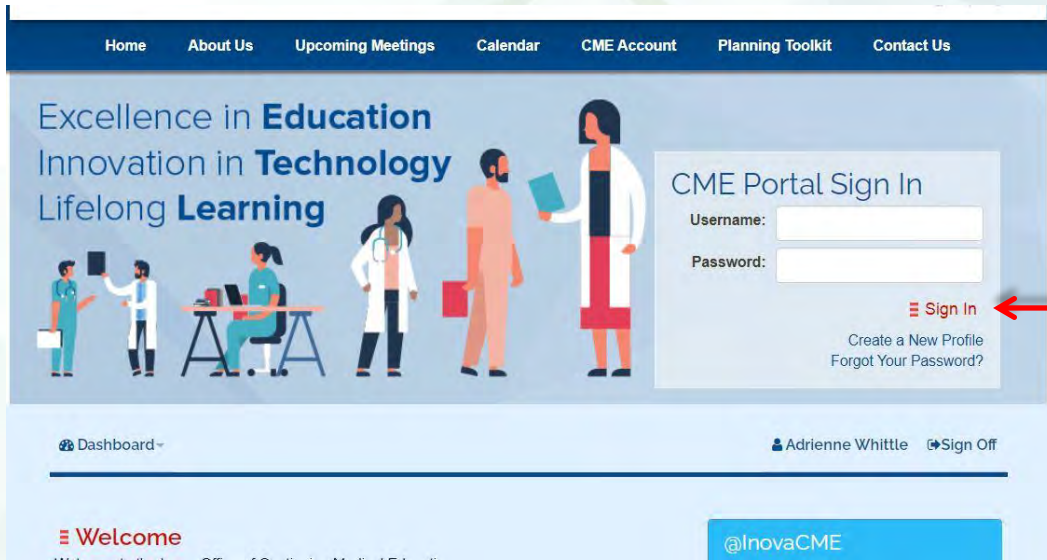 Home About Us Upcoming Meetings Calendar CME Account Planning Toolkit Contact Us
Excellence in Education
Innovation in Technology
Lifelong Learning
CME Portal Sign In
Username:
Password:
Sign In
Create a New Profile
Forgot Your Password?
Dashboard
Adrienne Whittle Sign Off
Welcome
@InovaCME